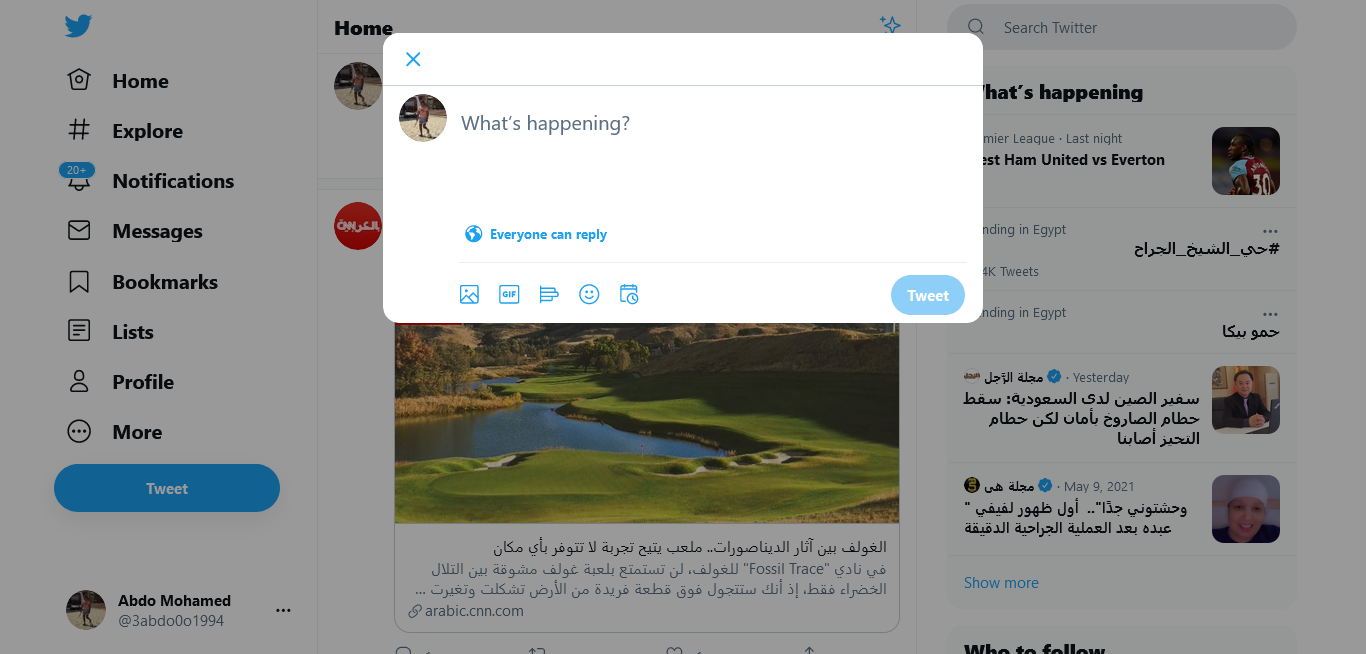 Home
Explore
20+
Notifications
Messages
Bookmarks
Lists
Profile
More
Tweet
Abdo Mohamed
@3abdo0o1994
Home
What's happening?
Everyone can reply
GIF
Tweet
العربية CNN
الغولف بين آثار الديناصورات.. ملعب يتيح تجربة لا تتوفر بأي مكان
في نادي "Fossil Trace" للغولف، لن تستمتع بلعبة غولف مشوقة بين التلال
الخضراء فقط، إذ أنك ستتجول فوق قطعة فريدة من الأرض تشكلت وتغيرت ...
arabic.cnn.com
Search Twitter
What's happening
mier League · Last night
est Ham United vs Everton
nding in Egypt
#حي_الشيخ_الجراح
4K Tweets
nding in Egypt
حمو بيكا
مجلة الرّجل · Yesterday
سفير الصين لدى السعودية: سقط
حطام الصاروخ بأمان لكن حطام
التحيز أصابنا
مجلة هي · May 9, 2021
وحشتوني جدًا".. أول ظهور لفيفي "
عبده بعد العملية الجراحية الدقيقة
Show more
Who to follow